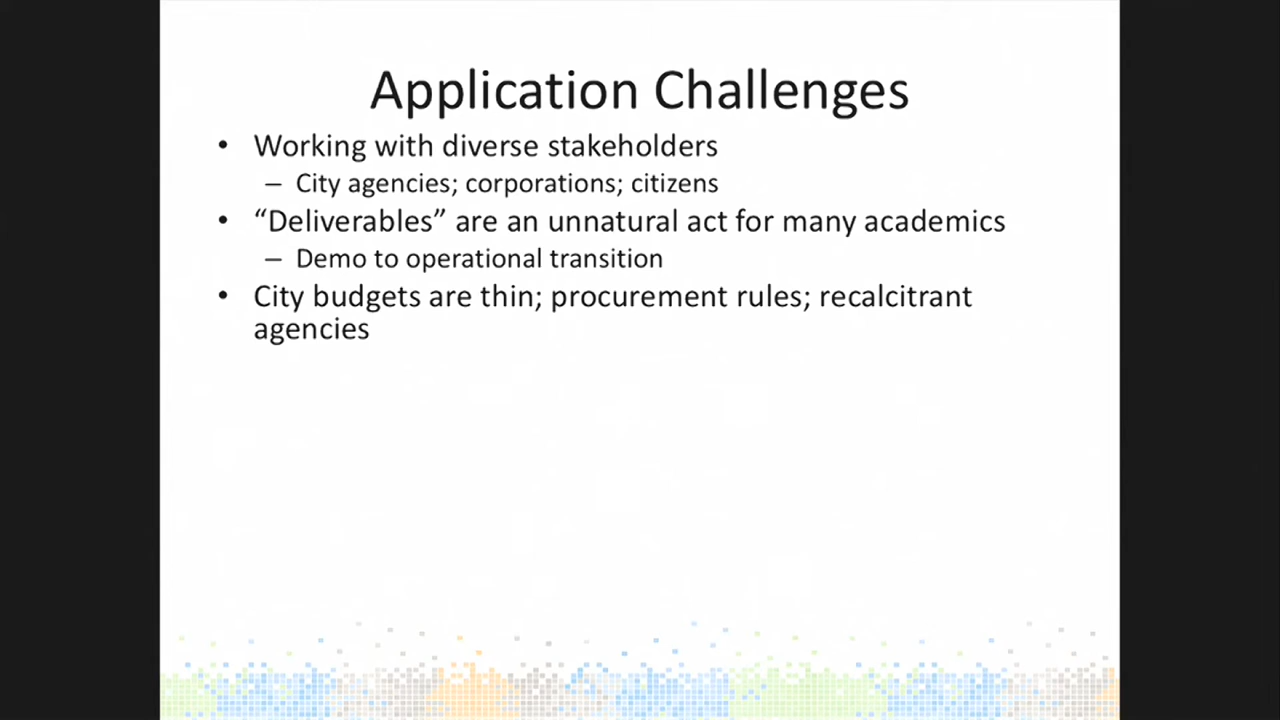 Application Challenges
• Working with diverse stakeholders
– City agencies; corporations; citizens
• “Deliverables” are an unnatural act for many academics
– Demo to operational transition
• City budgets are thin; procurement rules; recalcitrant
agencies